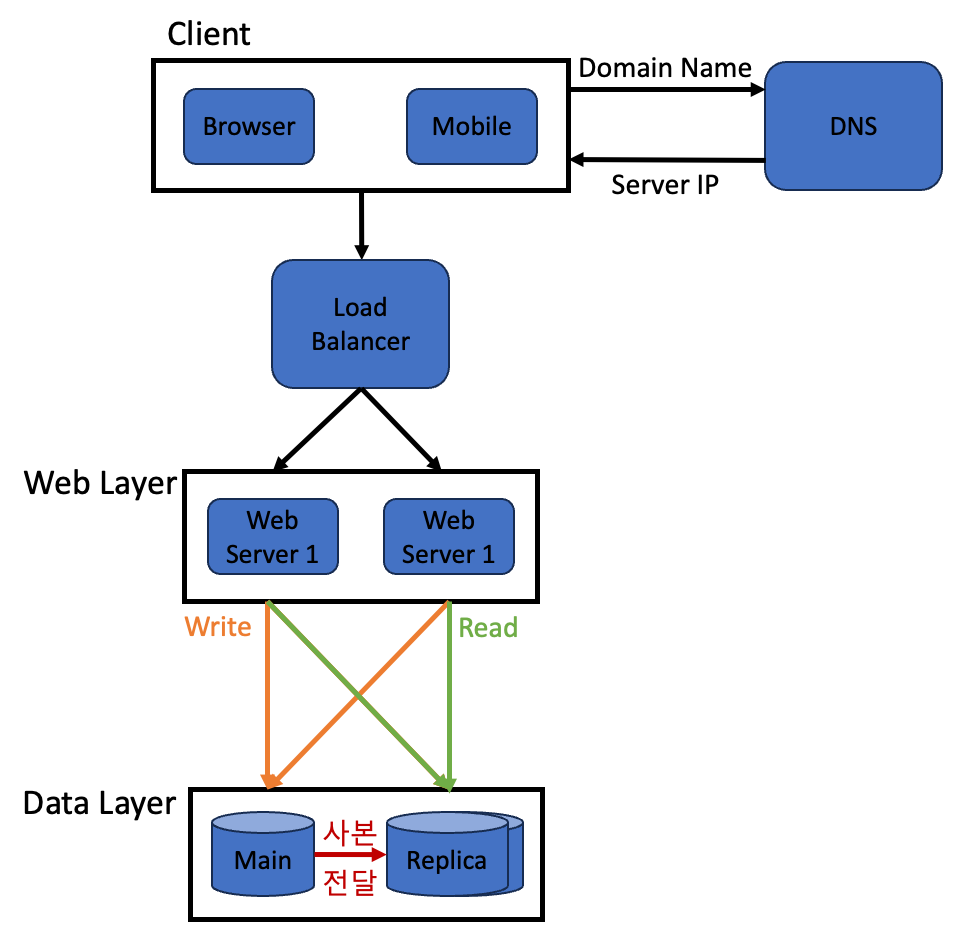 Client
Domain Name
Browser
Mobile
DNS
Server IP
Load
Balancer
Web Layer
Web
Server 1
Web
Server 1
Write
Read
Data Layer
사본
Main
Replica
전달